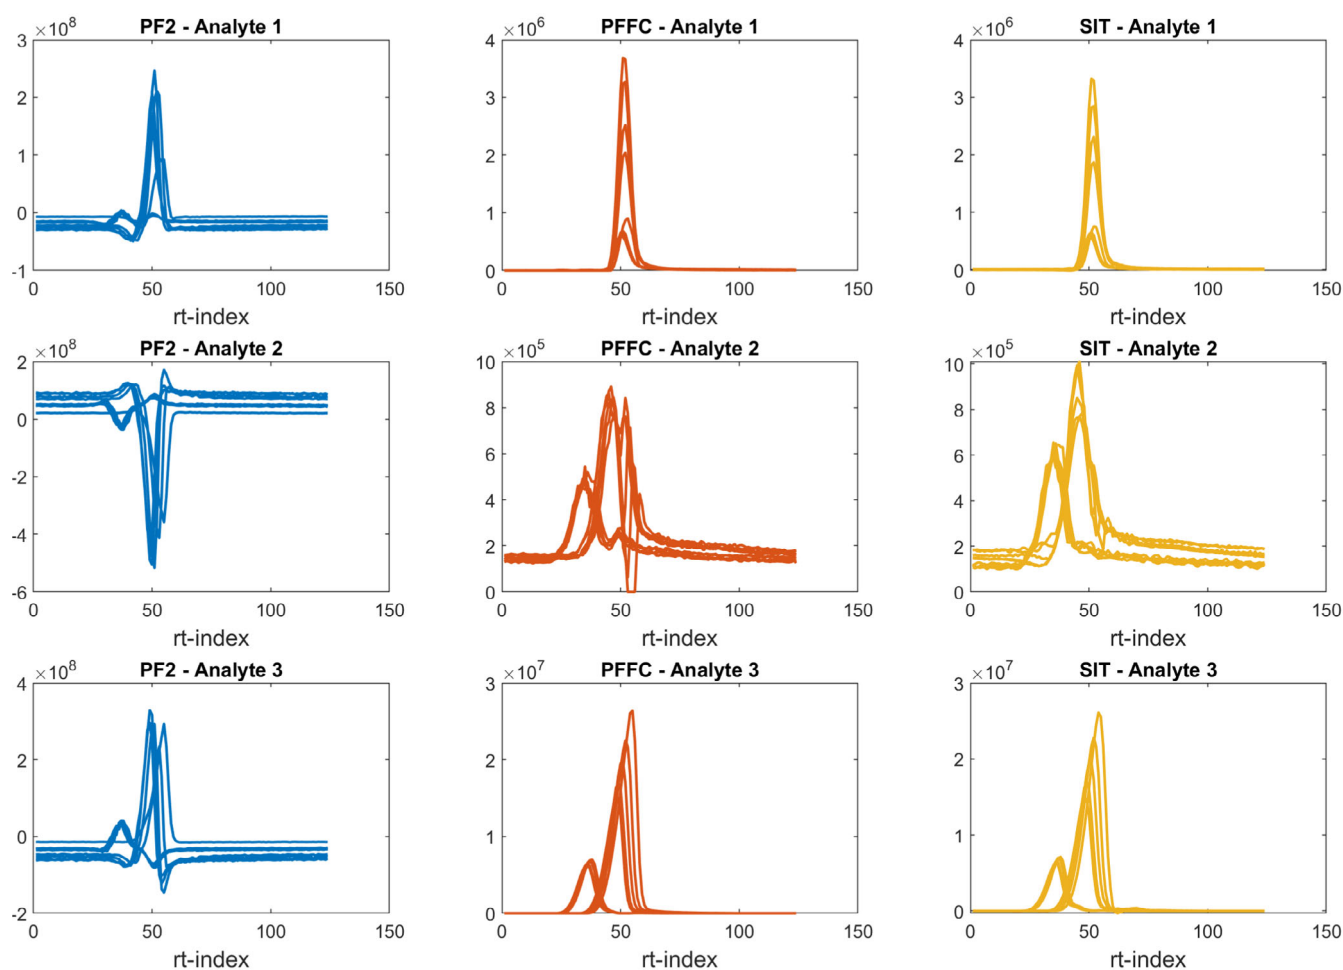 PF2 - Analyte 1
×10^8
3
2
1
0
-1
0 50 100 150
rt-index
PFFC - Analyte 1
×10^6
4
3
2
1
0
0 50 100 150
rt-index
SIT - Analyte 1
×10^6
4
3
2
1
0
0 50 100 150
rt-index
PF2 - Analyte 2
×10^8
2
0
-2
-4
-6
0 50 100 150
rt-index
PFFC - Analyte 2
×10^5
10
8
6
4
2
0
0 50 100 150
rt-index
SIT - Analyte 2
×10^5
10
8
6
4
2
0
0 50 100 150
rt-index
PF2 - Analyte 3
×10^8
4
2
0
-2
0 50 100 150
rt-index
PFFC - Analyte 3
×10^7
3
2
1
0
0 50 100 150
rt-index
SIT - Analyte 3
×10^7
3
2
1
0
0 50 100 150
rt-index